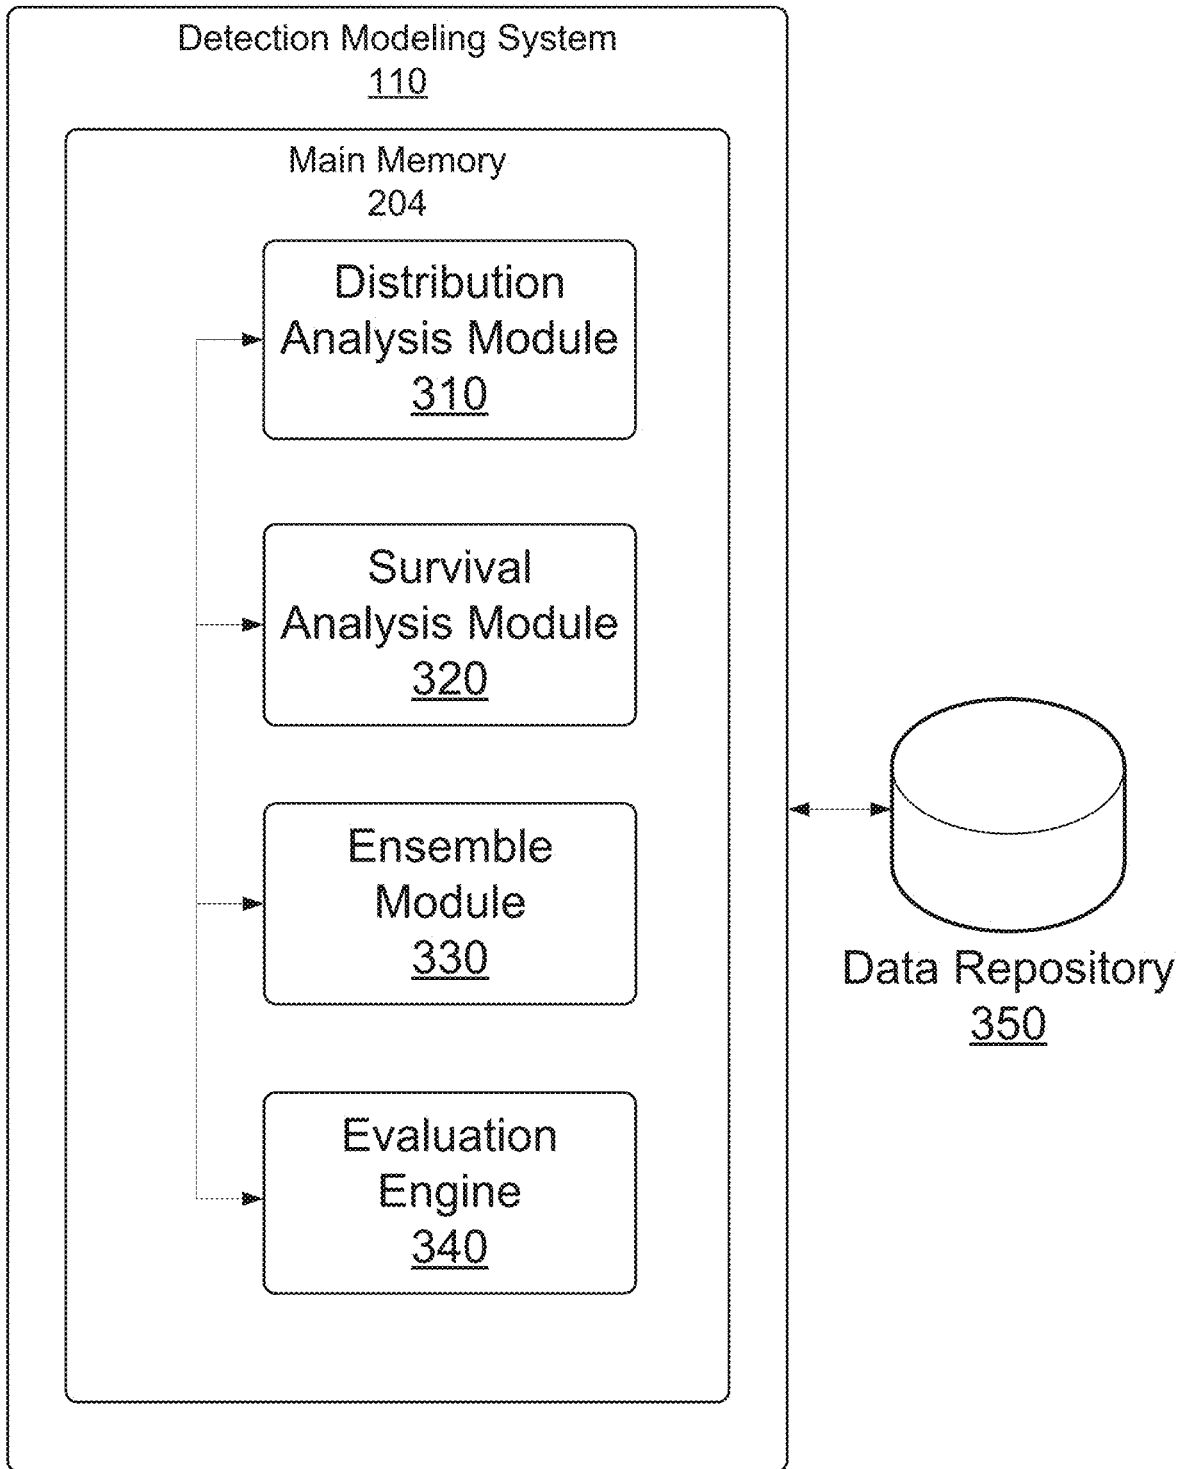 Detection Modeling System
110
Main Memory
204
Distribution
Analysis Module
310
Survival
Analysis Module
320
Ensemble
Module
330
Evaluation
Engine
340
Data Repository
350